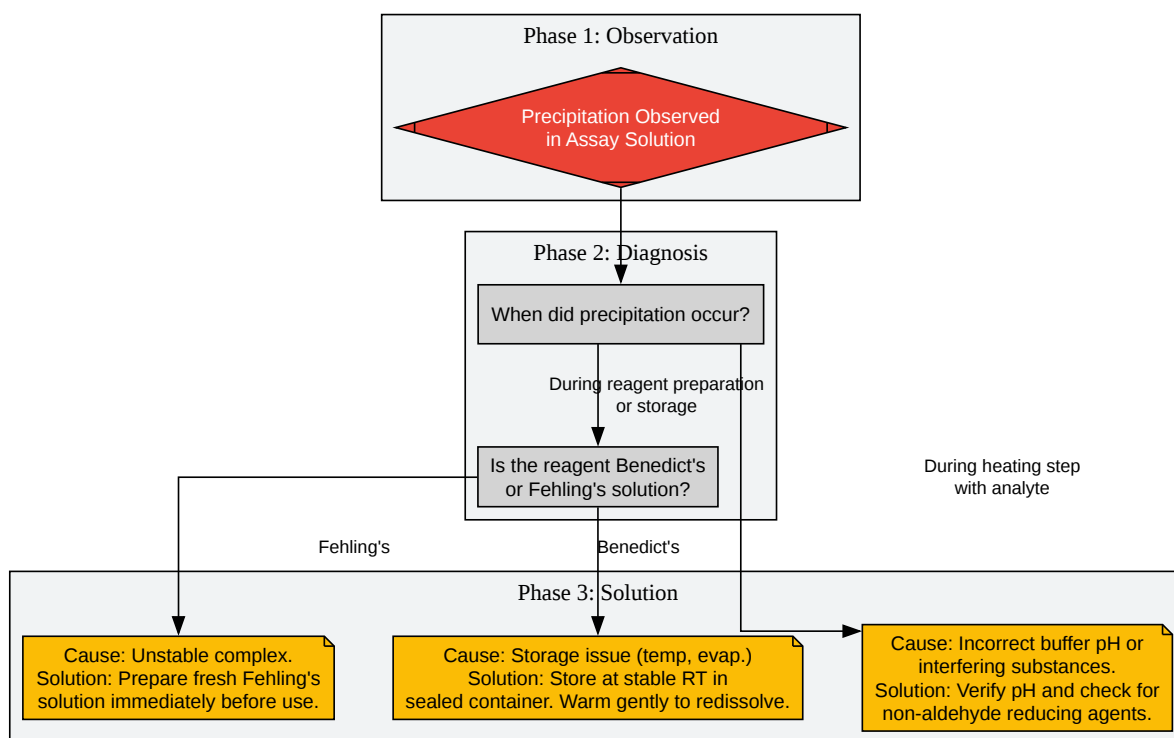 Phase 1: Observation
Precipitation Observed
in Assay Solution
Phase 2: Diagnosis
When did precipitation occur?
During reagent preparation
or storage
Is the reagent Benedict's
or Fehling's solution?
During heating step
with analyte
Fehling's
Benedict's
Phase 3: Solution
Cause: Unstable complex.
Solution: Prepare fresh Fehling's
solution immediately before use.
Cause: Storage issue (temp, evap.)
Solution: Store at stable RT in
sealed container. Warm gently to redissolve.
Cause: Incorrect buffer pH or
interfering substances.
Solution: Verify pH and check for
non-aldehyde reducing agents.